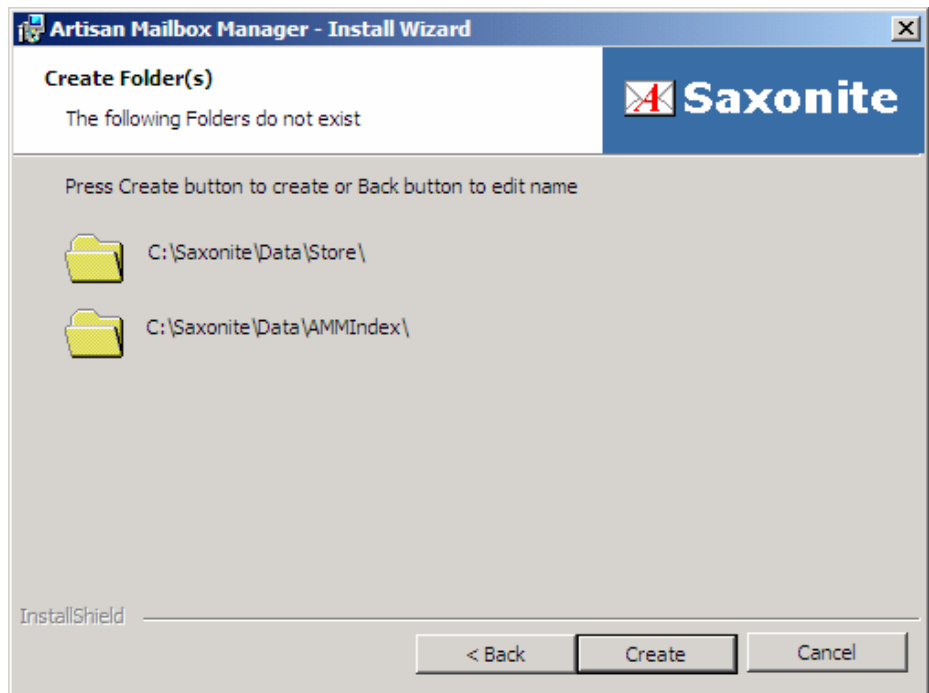 Artisan Mailbox Manager - Install Wizard
Create Folder(s)
The following Folders do not exist
A Saxonite
Press Create button to create or Back button to edit name
C:\Saxonite\Data\Store\
C:\Saxonite\Data\AMMIndex\
InstallShield
< Back Create Cancel